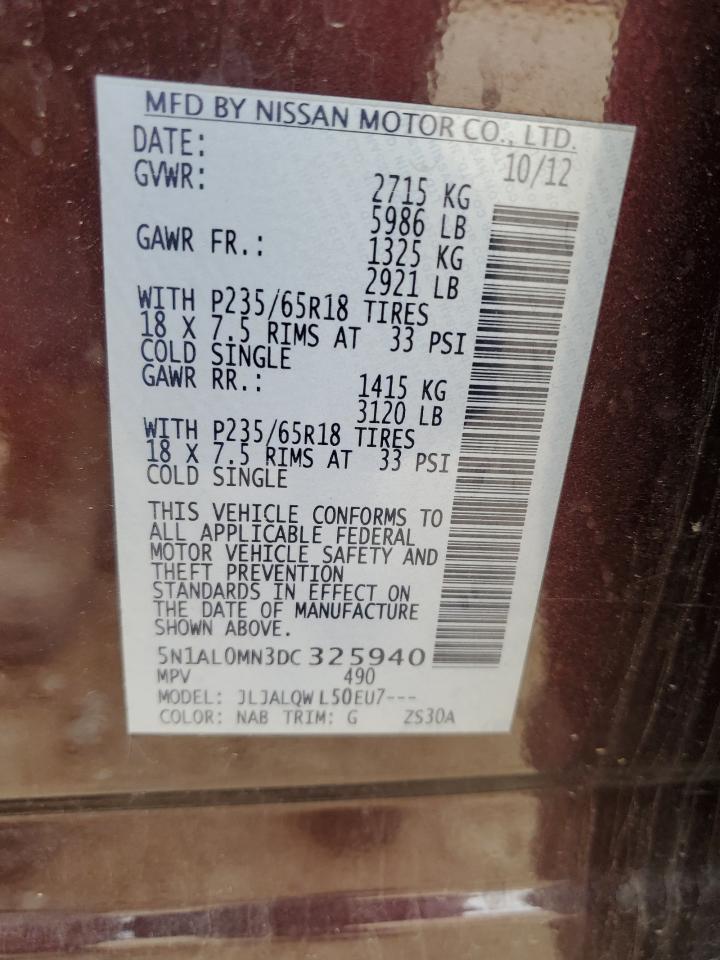 MFD BY NISSAN MOTOR CO., LTD.
DATE: 10/12
GVWR: 2715 KG
5986 LB
GAWR FR.: 1325 KG
2921 LB
WITH P235/65R18 TIRES
18 X 7.5 RIMS AT 33 PSI
COLD SINGLE
GAWR RR.: 1415 KG
3120 LB
WITH P235/65R18 TIRES
18 X 7.5 RIMS AT 33 PSI
COLD SINGLE
THIS VEHICLE CONFORMS TO
ALL APPLICABLE FEDERAL
MOTOR VEHICLE SAFETY AND
THEFT PREVENTION
STANDARDS IN EFFECT ON
THE DATE OF MANUFACTURE
SHOWN ABOVE.
5N1AL0MN3DC 325940
MPV 490
MODEL: JLJALQW L50EU7---
COLOR: NAB TRIM: G ZS30A